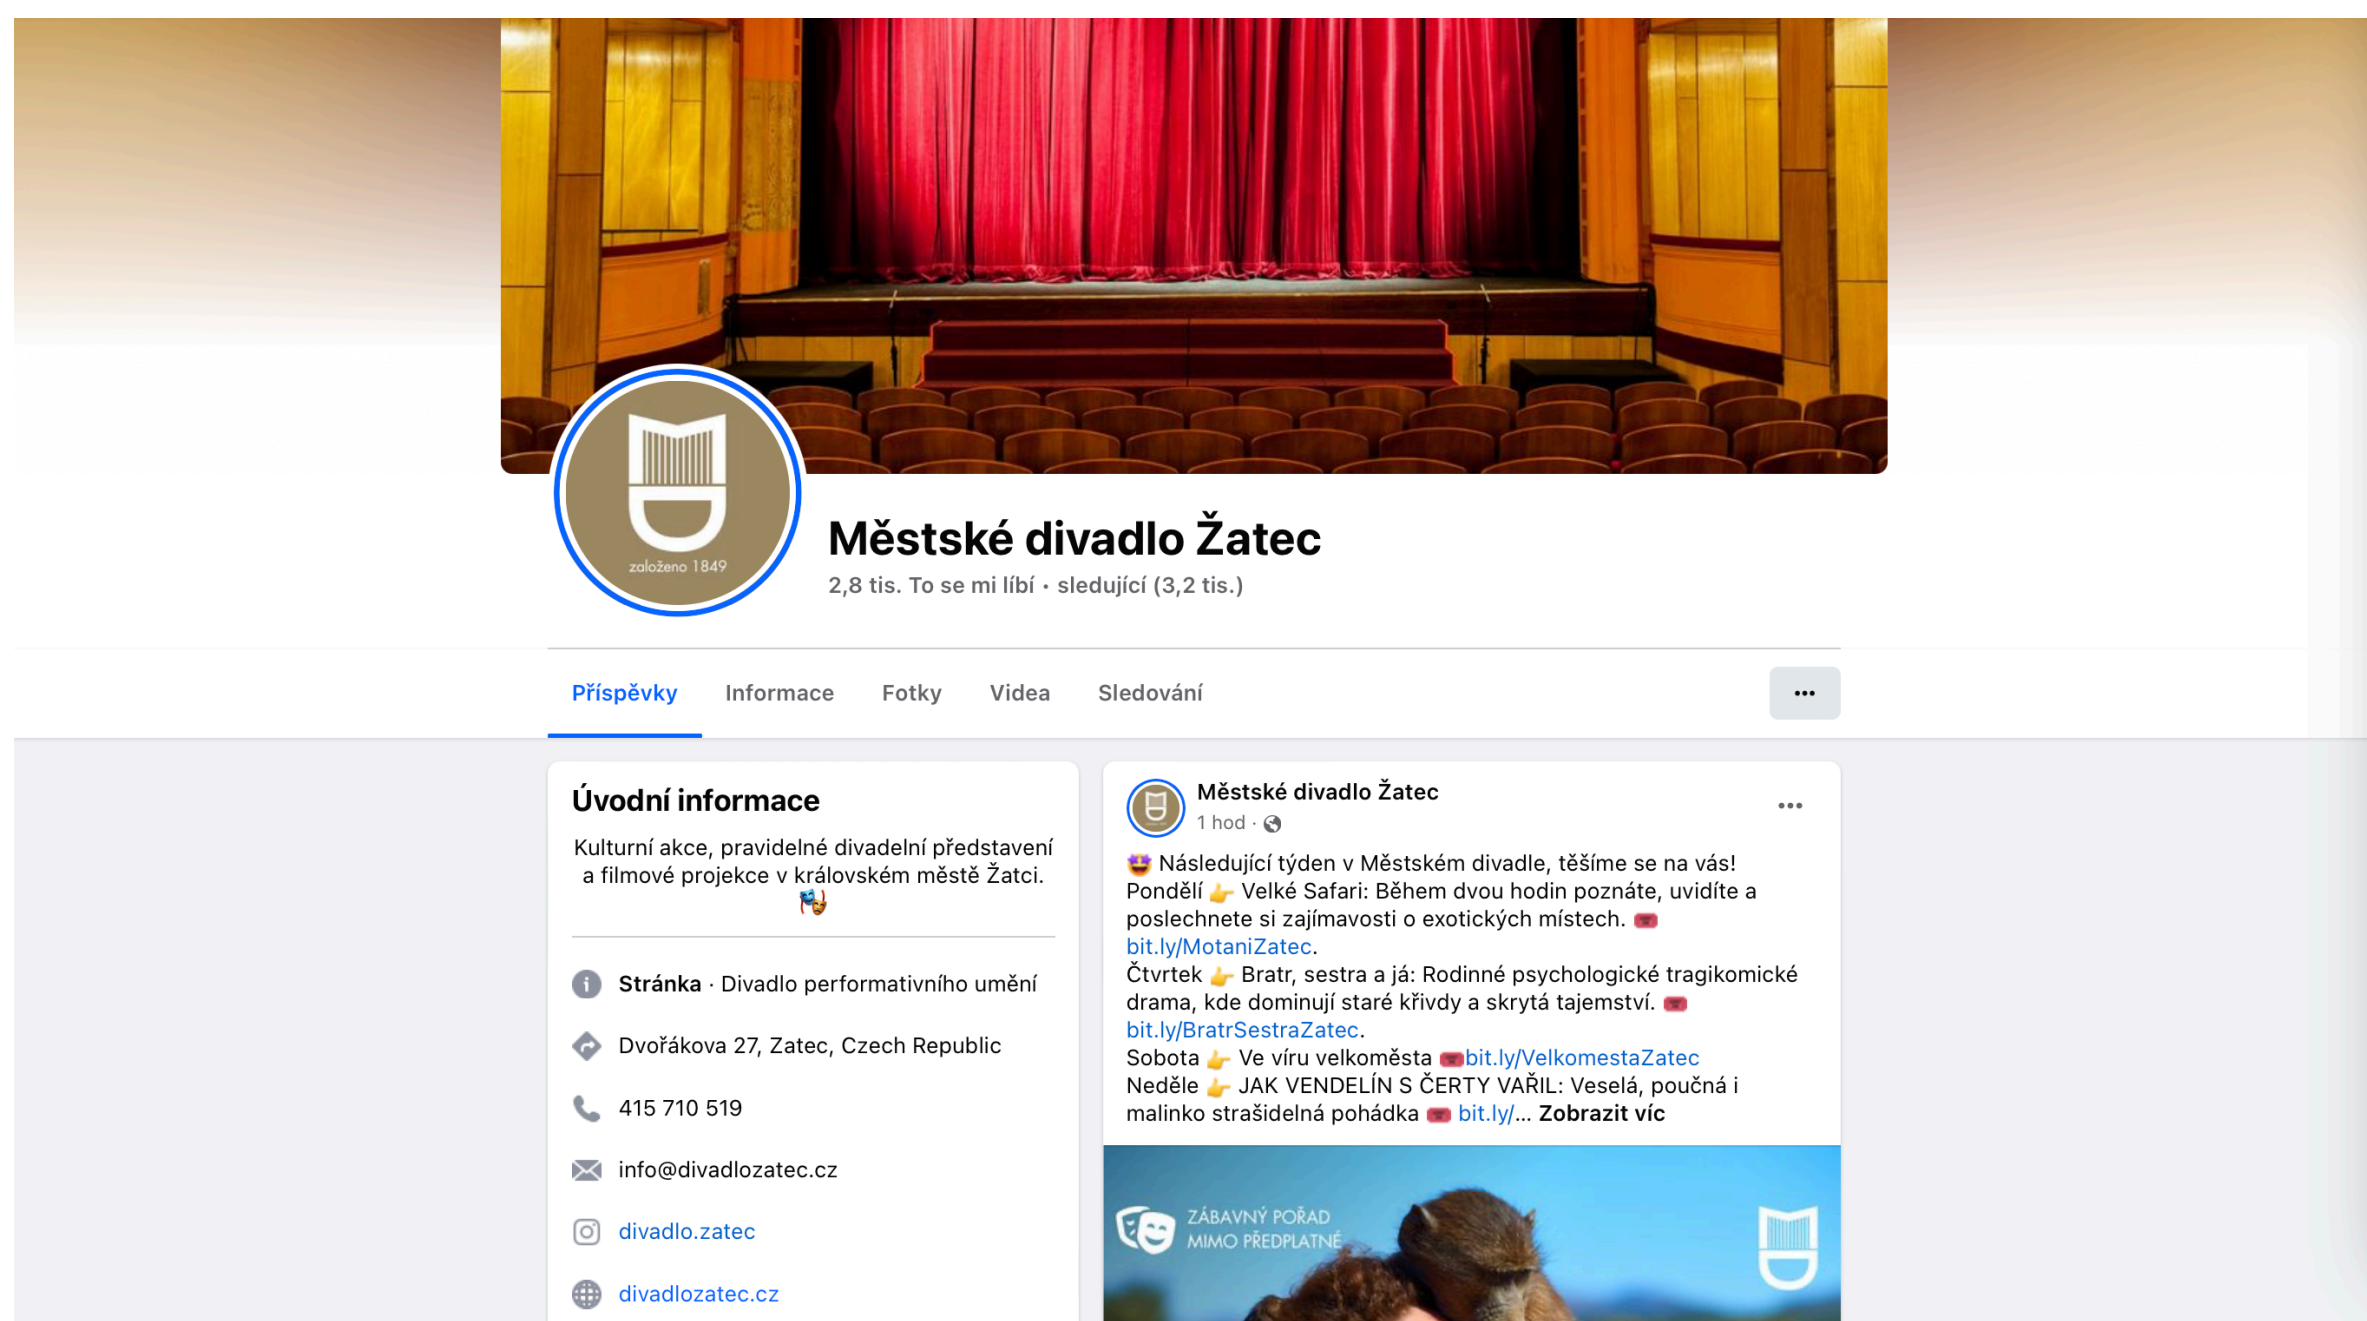 založeno 1849
Městské divadlo Žatec
2,8 tis. To se mi líbí • sledující (3,2 tis.)
Příspěvky
Informace
Fotky
Videa
Sledování
Úvodní informace
Kulturní akce, pravidelné divadelní představení
a filmové projekce v královském městě Žatci.
🎭
Stránka · Divadlo performativního umění
Dvořákova 27, Zatec, Czech Republic
415 710 519
info@divadlozatec.cz
divadlo.zatec
divadlozatec.cz
Městské divadlo Žatec
1 hod ·
🤩 Následující týden v Městském divadle, těšíme se na vás!
Pondělí 👉 Velké Safari: Během dvou hodin poznáte, uvidíte a
poslechnete si zajímavosti o exotických místech. 🎟
bit.ly/MotaniZatec.
Čtvrtek 👉 Bratr, sestra a já: Rodinné psychologické tragikomické
drama, kde dominují staré křivdy a skrytá tajemství. 🎟
bit.ly/BratrSestraZatec.
Sobota 👉 Ve víru velkoměsta 🎟bit.ly/VelkomestaZatec
Neděle 👉 JAK VENDELÍN S ČERTY VAŘIL: Veselá, poučná i
malinko strašidelná pohádka 🎟 bit.ly/... Zobrazit víc
ZÁBAVNÝ POŘAD
MIMO PŘEDPLATNÉ